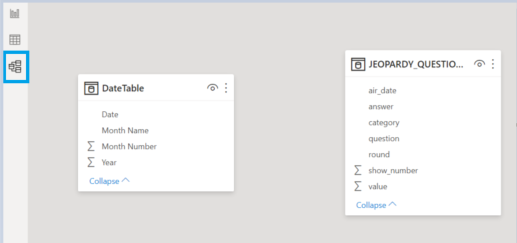 DateTable
Date
Month Name
Month Number
Year
Collapse
JEOPARDY_QUESTIO...
air_date
answer
category
question
round
show_number
value
Collapse